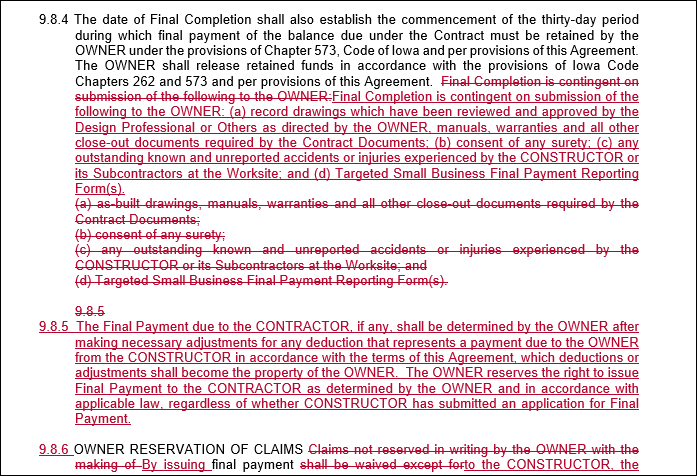 9.8.4 The date of Final Completion shall also establish the commencement of the thirty-day period
during which final payment of the balance due under the Contract must be retained by the
OWNER under the provisions of Chapter 573, Code of Iowa and per provisions of this Agreement.
The OWNER shall release retained funds in accordance with the provisions of Iowa Code
Chapters 262 and 573 and per provisions of this Agreement. Final Completion is contingent on
submission of the following to the OWNER:Final Completion is contingent on submission of the
following to the OWNER: (a) record drawings which have been reviewed and approved by the
Design Professional or Others as directed by the OWNER, manuals, warranties and all other
close-out documents required by the Contract Documents; (b) consent of any surety; (c) any
outstanding known and unreported accidents or injuries experienced by the CONSTRUCTOR or
its Subcontractors at the Worksite; and (d) Targeted Small Business Final Payment Reporting
Form(s).
(a) as-built drawings, manuals, warranties and all other close-out documents required by the
Contract Documents;
(b) consent of any surety;
(c) any outstanding known and unreported accidents or injuries experienced by the
CONSTRUCTOR or its Subcontractors at the Worksite; and
(d) Targeted Small Business Final Payment Reporting Form(s).
9.8.5
9.8.5 The Final Payment due to the CONTRACTOR, if any, shall be determined by the OWNER after
making necessary adjustments for any deduction that represents a payment due to the OWNER
from the CONSTRUCTOR in accordance with the terms of this Agreement, which deductions or
adjustments shall become the property of the OWNER. The OWNER reserves the right to issue
Final Payment to the CONTRACTOR as determined by the OWNER and in accordance with
applicable law, regardless of whether CONSTRUCTOR has submitted an application for Final
Payment.
9.8.6 OWNER RESERVATION OF CLAIMS Claims not reserved in writing by the OWNER with the
making of By issuing final payment shall be waived except forto the CONSTRUCTOR, the